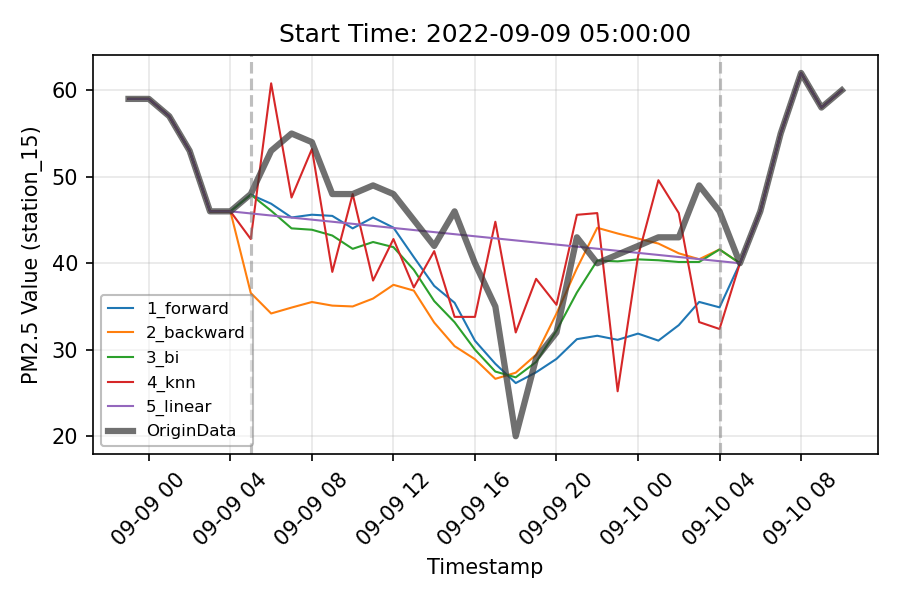 Start Time: 2022-09-09 05:00:00
PM2.5 Value (station_15)
60
50
40
30
20
1_forward
2_backward
3_bi
4_knn
5_linear
OriginData
09-09 00
09-09 04
09-09 08
09-09 12
09-09 16
09-09 20
09-10 00
09-10 04
09-10 08
Timestamp